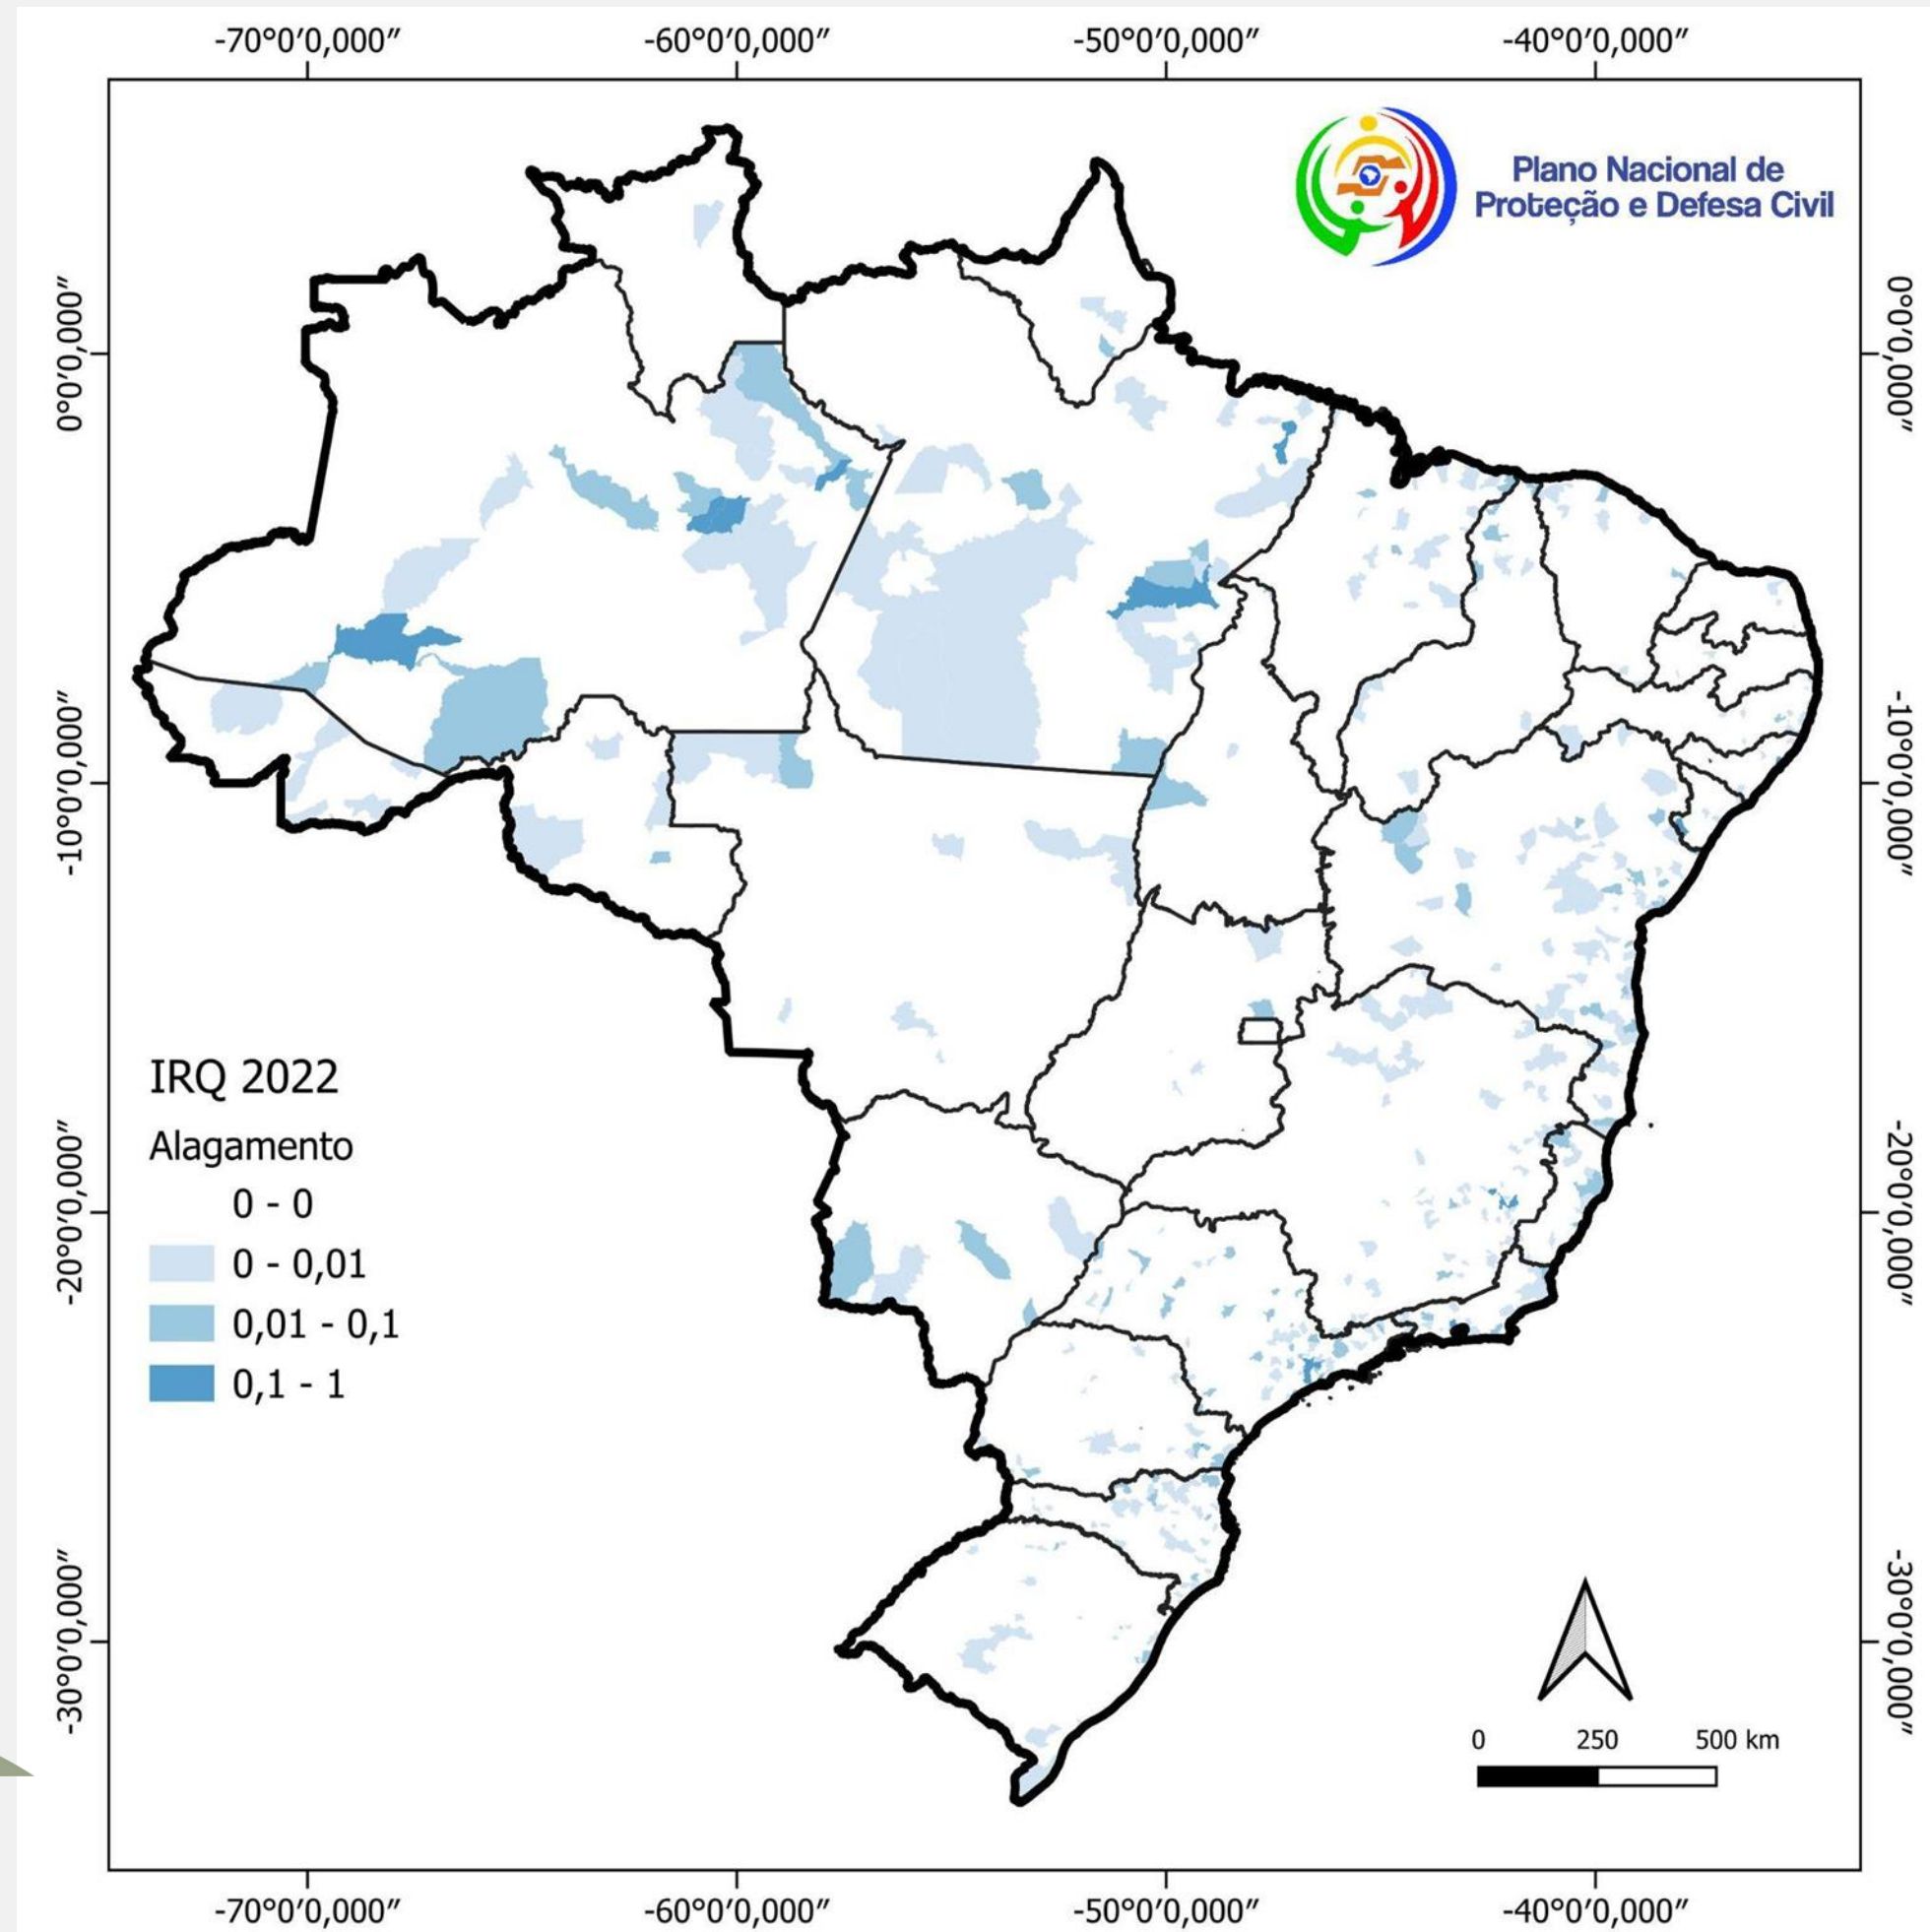 -70°0′0,000″
-60°0′0,000″
-50°0′0,000″
-40°0′0,000″
Plano Nacional de
Proteção e Defesa Civil
0°0′0,000″
0°0′0,000″
-10°0′0,000″
-10°0′0,000″
IRQ 2022
Alagamento
0 - 0
0 - 0,01
0,01 - 0,1
0,1 - 1
-20°0′0,000″
-20°0′0,000″
-30°0′0,000″
-30°0′0,000″
0 250 500 km
-70°0′0,000″
-60°0′0,000″
-50°0′0,000″
-40°0′0,000″